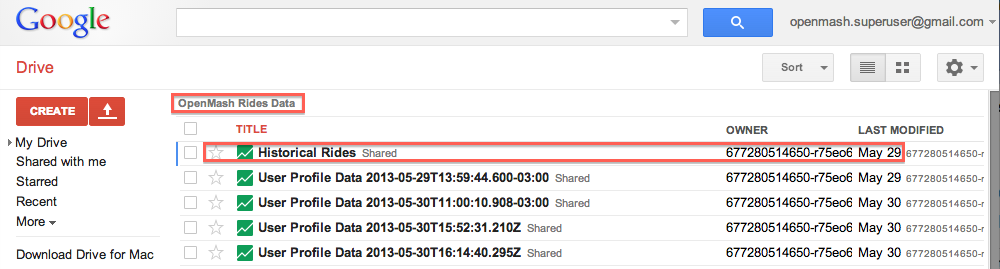 Google
openmash.superuser@gmail.com
Drive
Sort
CREATE
OpenMash Rides Data
TITLE OWNER LAST MODIFIED
My Drive
Historical Rides Shared 677280514650-r75eo6 May 29 677280514650-r
Shared with me
User Profile Data 2013-05-29T13:59:44.600-03:00 Shared 677280514650-r75eo6 May 29 677280514650-r
Starred
Recent
User Profile Data 2013-05-30T11:00:10.908-03:00 Shared 677280514650-r75eo6 May 30 677280514650-r
More
User Profile Data 2013-05-30T15:52:31.210Z Shared 677280514650-r75eo6 May 30 677280514650-r
Download Drive for Mac
User Profile Data 2013-05-30T16:14:40.295Z Shared 677280514650-r75eo6 May 30 677280514650-r